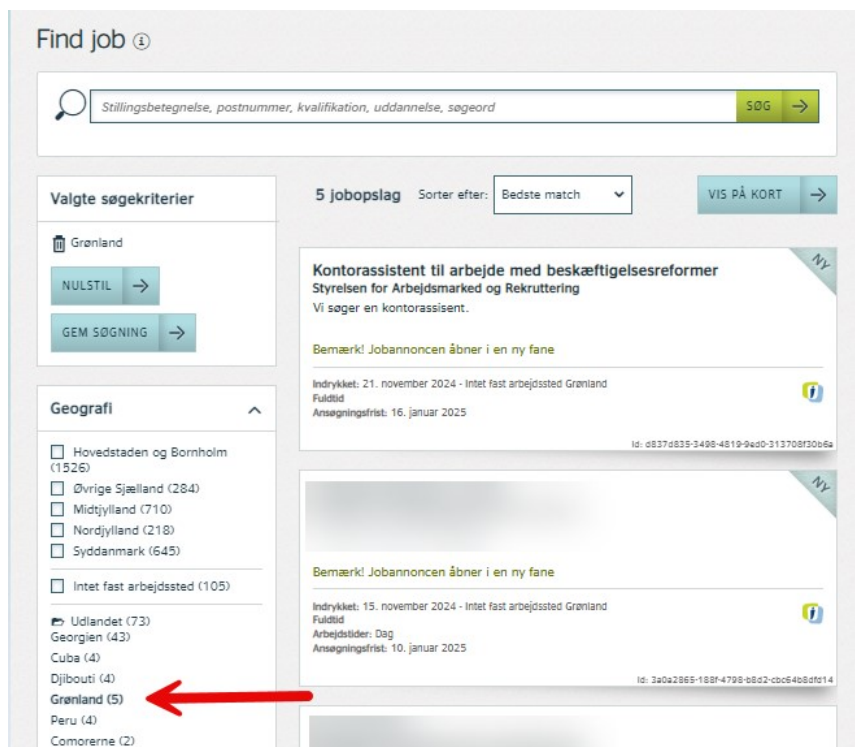 Find job
Stillingsbetegnelse, postnummer, kvalifikation, uddannelse, søgeord
SØG
Valgte søgekriterier
Grønland
NULSTIL
GEM SØGNING
Geografi
Hovedstaden og Bornholm
(1526)
Øvrige Sjælland (284)
Midtjylland (710)
Nordjylland (218)
Syddanmark (645)
Intet fast arbejdssted (105)
Udlandet (73)
Georgien (43)
Cuba (4)
Djibouti (4)
Grønland (5)
Peru (4)
Comorerne (2)
5 jobopslag
Sorter efter:
Bedste match
VIS PÅ KORT
NY
Kontorassistent til arbejde med beskæftigelsesreformer
Styrelsen for Arbejdsmarked og Rekruttering
Vi søger en kontorassisent.
Bemærk! Jobannoncen åbner i en ny fane
Indrykket: 21. november 2024 - Intet fast arbejdssted Grønland
Fuldtid
Ansøgningsfrist: 16. januar 2025
Id: d837d835-3498-4819-9ed0-313708f30b6a
NY
Bemærk! Jobannoncen åbner i en ny fane
Indrykket: 15. november 2024 - Intet fast arbejdssted Grønland
Fuldtid
Arbejdstider: Dag
Ansøgningsfrist: 10. januar 2025
Id: 3a0a2865-188f-4798-b8d2-cbc64b8dfd14